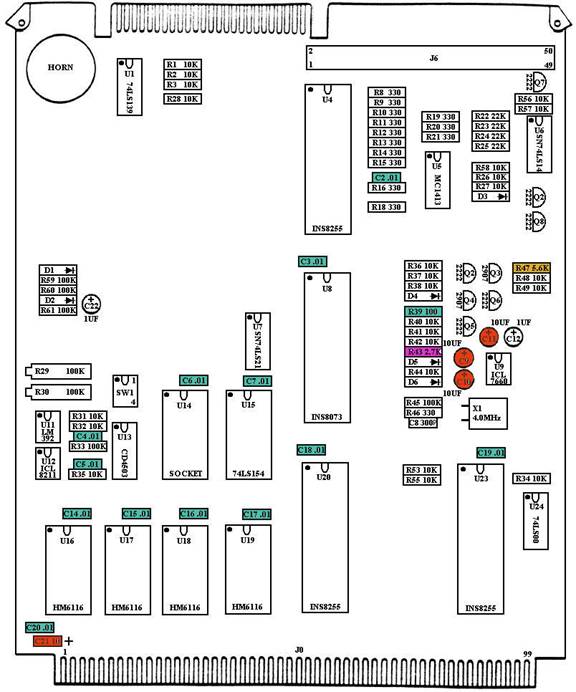 HORN
U1
74LS139
R1 10K
R2 10K
R3 10K
R28 10K
2 50
1 J6 49
U4
INS8255
R8 330
R9 330
R10 330
R11 330
R12 330
R13 330
R14 330
R15 330
C2 .01
R16 330
R18 330
R19 330
R20 330
R21 330
U5
MC1413
R22 22K
R23 22K
R24 22K
R25 22K
R58 10K
R26 10K
R27 10K
D3
2222 Q7
R56 10K
R57 10K
U6
SN74LS14
2222 Q2
2222 Q8
D1
R59 100K
R60 100K
D2
R61 100K
C22
1UF
C3 .01
U8
INS8073
R36 10K
R37 10K
R38 10K
D4
R39 100
R40 10K
R41 10K
R42 10K
R43 2.7K
D5
R44 10K
D6
R45 100K
R46 330
C8 300P
2222 Q2
2907 Q3
2907 Q4
2222 Q6
2222 Q5
R47 5.6K
R48 10K
R49 10K
10UF
C11
1UF
C12
10UF
C9
C10
10UF
U9
ICL
7660
X1
4.0MHz
SN74LS21
R29 100K
R30 100K
SW1
1
4
C6 .01
U14
SOCKET
C7 .01
U15
74LS154
U11
LM
392
U12
ICL
8211
R31 10K
R32 10K
C4 .01
R33 100K
C5 .01
R35 10K
U13
CD4503
C18 .01
U20
INS8255
R53 10K
R55 10K
C19 .01
U23
INS8255
R34 10K
U24
74LS00
C14 .01
U16
HM6116
C15 .01
U17
HM6116
C16 .01
U18
HM6116
C17 .01
U19
HM6116
C20 .01
C21 10
+
1 J0 99